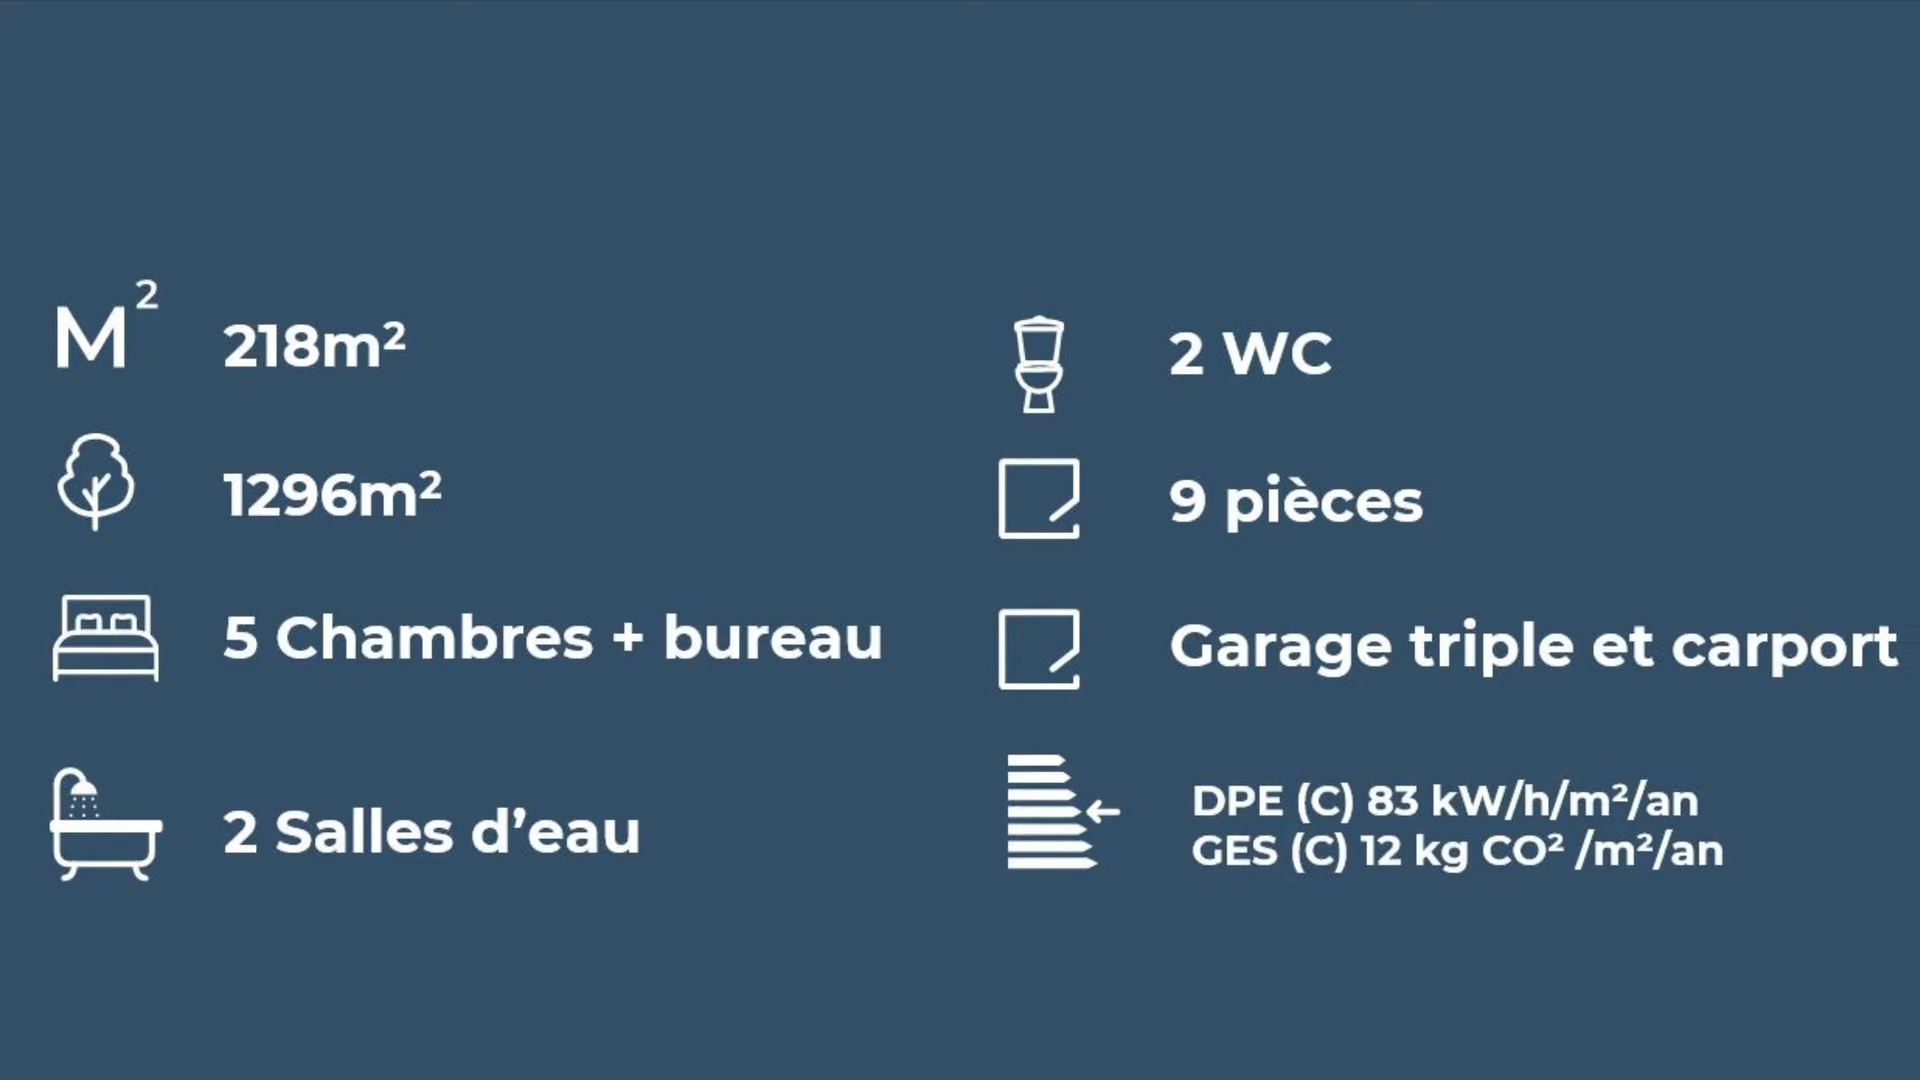 M²
218m²
1296m²
5 Chambres + bureau
2 Salles d’eau
2 WC
9 pièces
Garage triple et carport
DPE (C) 83 kW/h/m²/an
GES (C) 12 kg CO² /m²/an